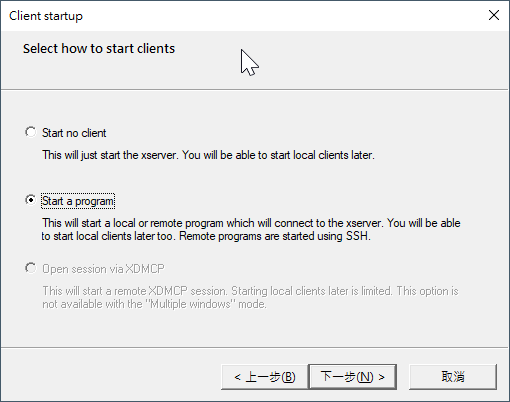 Client startup
Select how to start clients
Start no client
This will just start the xserver. You will be able to start local clients later.
Start a program
This will start a local or remote program which will connect to the xserver. You will be able
to start local clients later too. Remote programs are started using SSH.
Open session via XDMCP
This will start a remote XDMCP session. Starting local clients later is limited. This option is
not available with the "Multiple windows" mode.
< 上一步(B)
下一步(N) >
取消